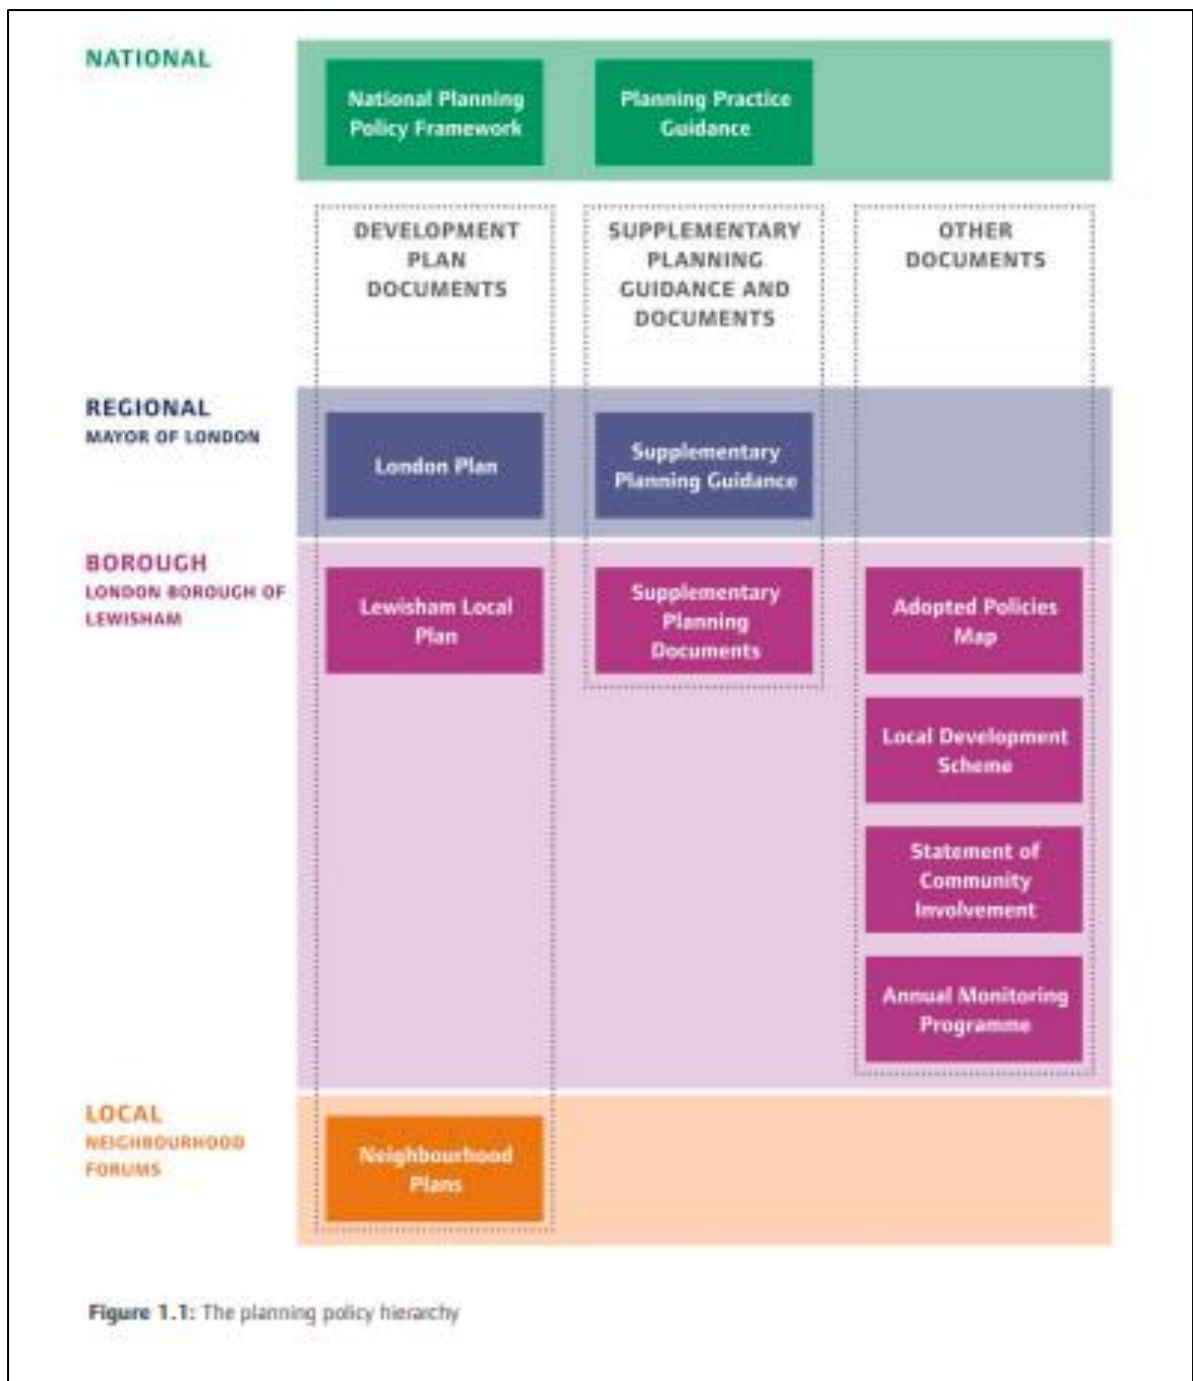 NATIONAL
National Planning
Policy Framework
Planning Practice
Guidance
DEVELOPMENT
PLAN
DOCUMENTS
SUPPLEMENTARY
PLANNING
GUIDANCE AND
DOCUMENTS
OTHER
DOCUMENTS
REGIONAL
MAYOR OF LONDON
London Plan
Supplementary
Planning Guidance
BOROUGH
LONDON BOROUGH OF
LEWISHAM
Lewisham Local
Plan
Supplementary
Planning
Documents
Adopted Policies
Map
Local Development
Scheme
Statement of
Community
Involvement
Annual Monitoring
Programme
LOCAL
NEIGHBOURHOOD
FORUMS
Neighbourhood
Plans
Figure 1.1: The planning policy hierarchy